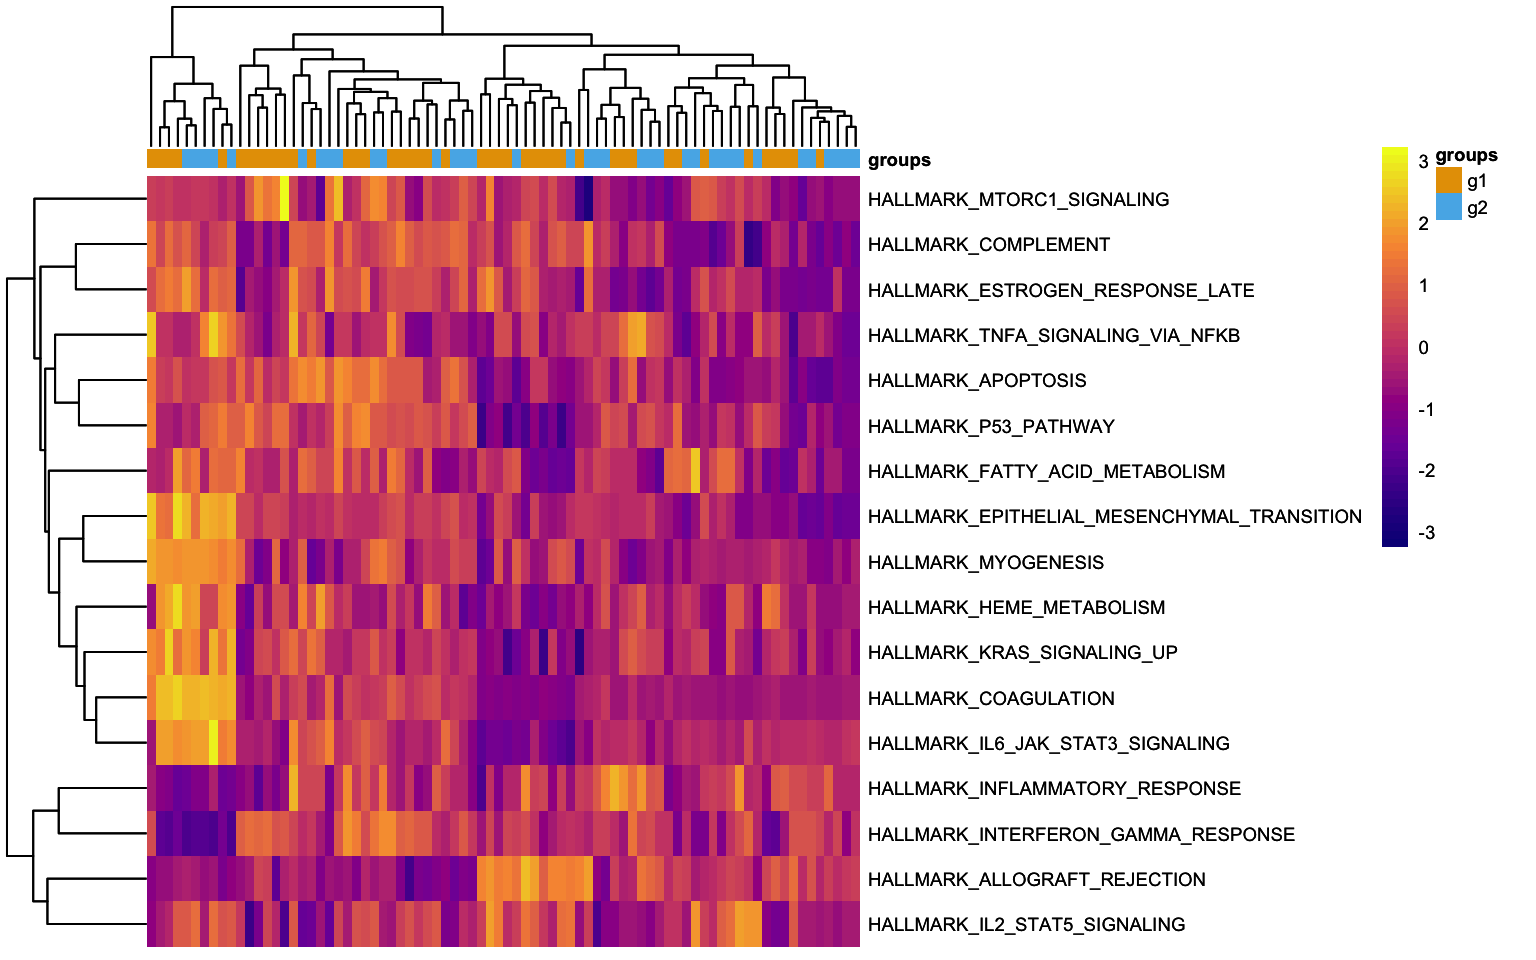 groups
HALLMARK_MTORC1_SIGNALING
HALLMARK_COMPLEMENT
HALLMARK_ESTROGEN_RESPONSE_LATE
HALLMARK_TNFA_SIGNALING_VIA_NFKB
HALLMARK_APOPTOSIS
HALLMARK_P53_PATHWAY
HALLMARK_FATTY_ACID_METABOLISM
HALLMARK_EPITHELIAL_MESENCHYMAL_TRANSITION
HALLMARK_MYOGENESIS
HALLMARK_HEME_METABOLISM
HALLMARK_KRAS_SIGNALING_UP
HALLMARK_COAGULATION
HALLMARK_IL6_JAK_STAT3_SIGNALING
HALLMARK_INFLAMMATORY_RESPONSE
HALLMARK_INTERFERON_GAMMA_RESPONSE
HALLMARK_ALLOGRAFT_REJECTION
HALLMARK_IL2_STAT5_SIGNALING
3
2
1
0
-1
-2
-3
groups
g1
g2